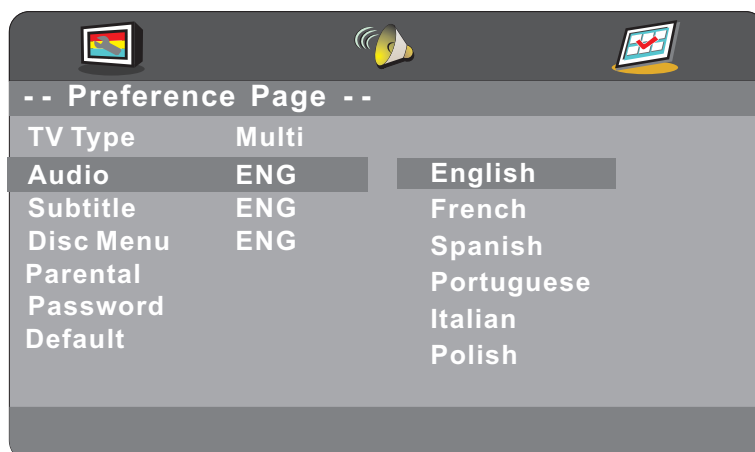 -- Preference Page --
TV Type Multi
Audio ENG English
Subtitle ENG French
Disc Menu ENG Spanish
Parental Portuguese
Password Italian
Default Polish